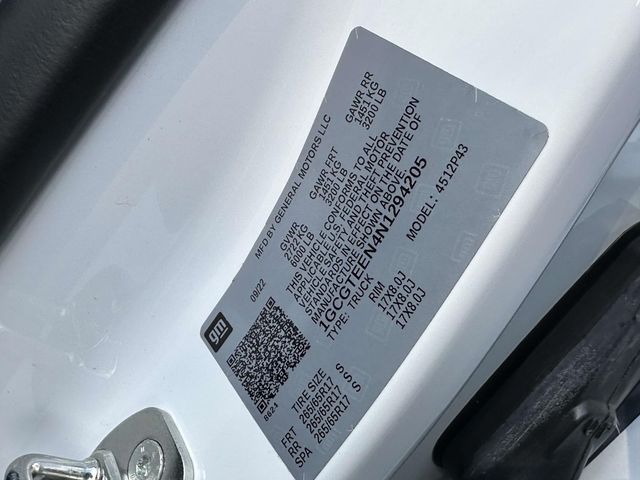 gm
MFD BY GENERAL MOTORS LLC
09/22
GVWR GAWR FRT GAWR RR
2722 KG 1451 KG 1451 KG
6000 LB 3200 LB 3200 LB
THIS VEHICLE CONFORMS TO ALL
APPLICABLE U.S. FEDERAL MOTOR
VEHICLE SAFETY AND THEFT PREVENTION
STANDARDS IN EFFECT ON THE DATE OF
MANUFACTURE SHOWN ABOVE.
1GCGTEEN4N1294205
TYPE: TRUCK MODEL: 4512P43
TIRE SIZE RIM
FRT 265/65R17 S 17X8.0J
RR 265/65R17 S 17X8.0J
SPA 265/65R17 S 17X8.0J